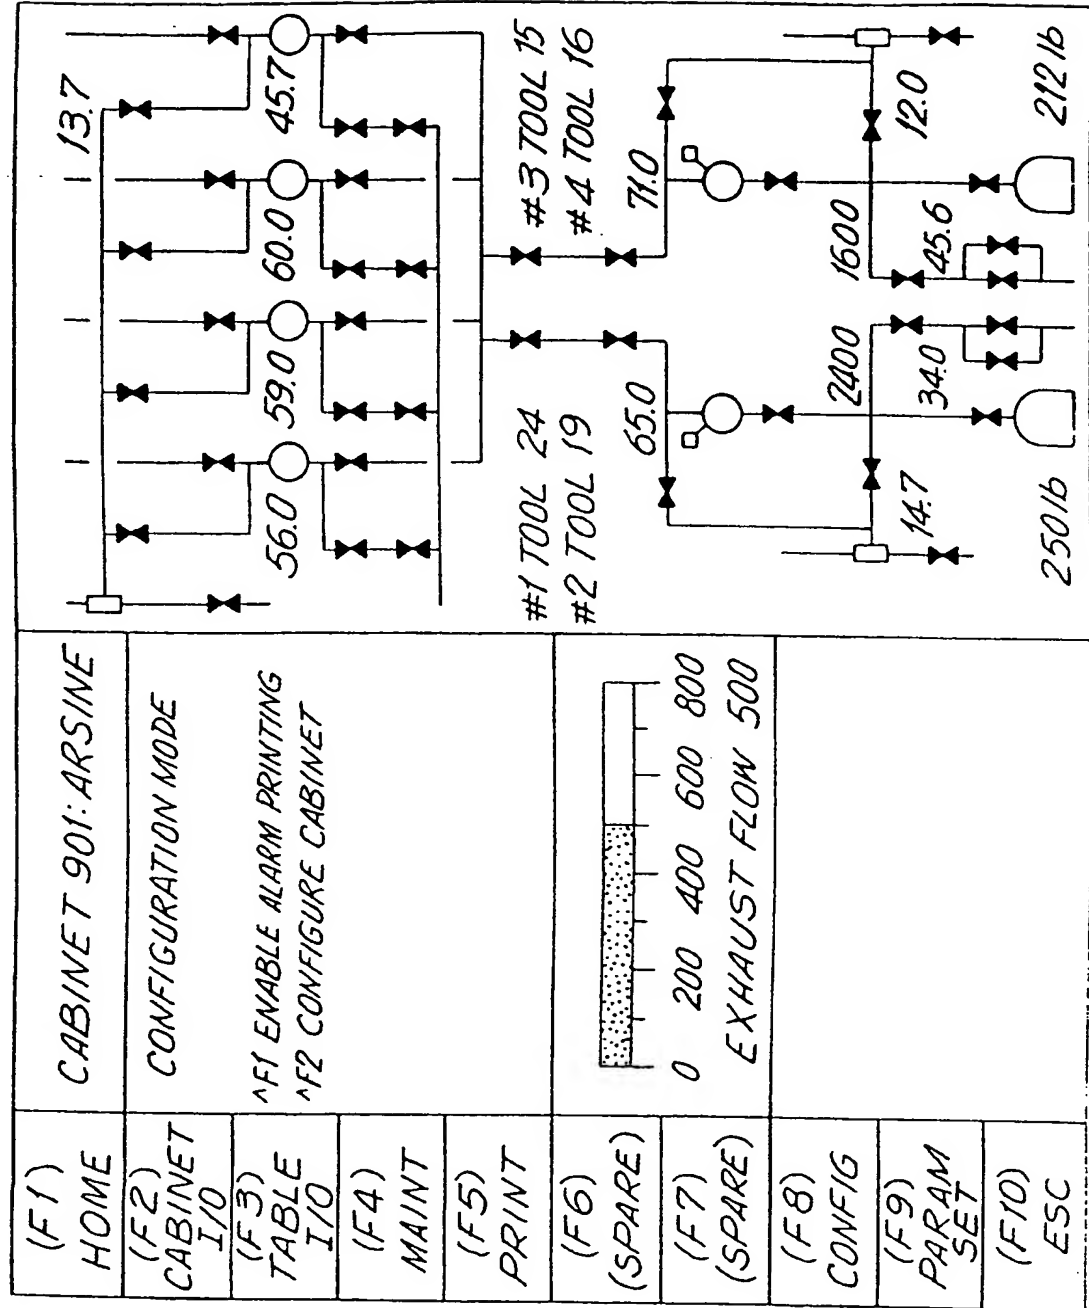 (F1)
HOME
(F2)
CABINET
I/O
(F3)
TABLE
I/O
(F4)
MAINT
(F5)
PRINT
(F6)
(SPARE)
(F7)
(SPARE)
(F8)
CONFIG
(F9)
PARAM
SET
(F10)
ESC
CABINET 901: ARSINE
CONFIGURATION MODE
^F1 ENABLE ALARM PRINTING
^F2 CONFIGURE CABINET
0 200 400 600 800
EXHAUST FLOW 500
13.7
56.0 59.0 60.0 45.7
#1 TOOL 24
#2 TOOL 19
#3 TOOL 15
#4 TOOL 16
65.0 71.0
2400 1600
14.7 12.0
34.0 45.6
250 lb 212 lb